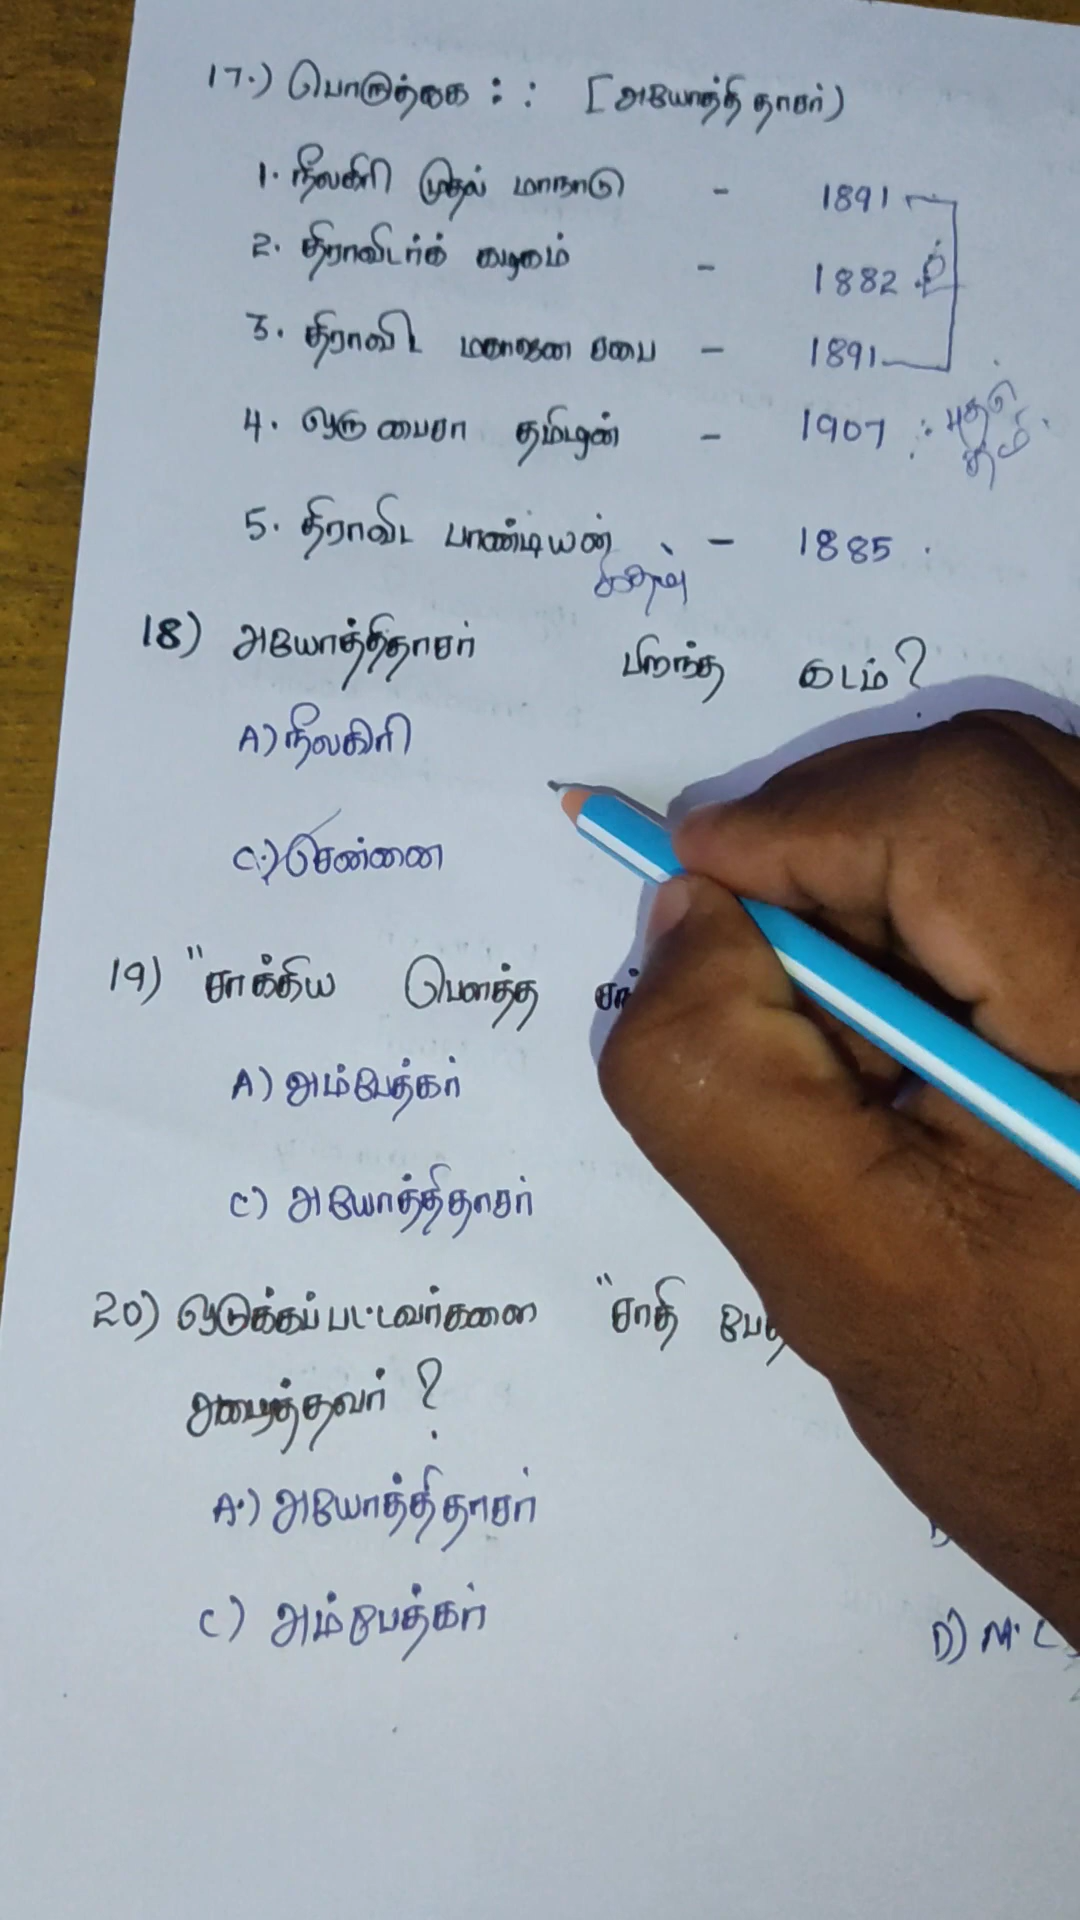 17.) பொருத்துக : : [அயோத்தி தாசர்)
1. நீலகிரி முதல் மாநாடு - 1891
2. திராவிடர்க் கழகம் - 1882
3. திராவிட மகாஜன சபை - 1891
4. ஒரு பைசா தமிழன் - 1907
5. திராவிட பாண்டியன் - 1885
18) அயோத்திதாசர் பிறந்த இடம்?
A) நீலகிரி
C) சென்னை
19) "சாக்கிய பௌத்த சங்
A) அம்பேத்கர்
C) அயோத்திதாசர்
20) ஒடுக்கப்பட்டவர்களை "சாதி பேத
அழைத்தவர் ?
A.) அயோத்திதாசர்
C) அம்பேத்கர்
D) M. C